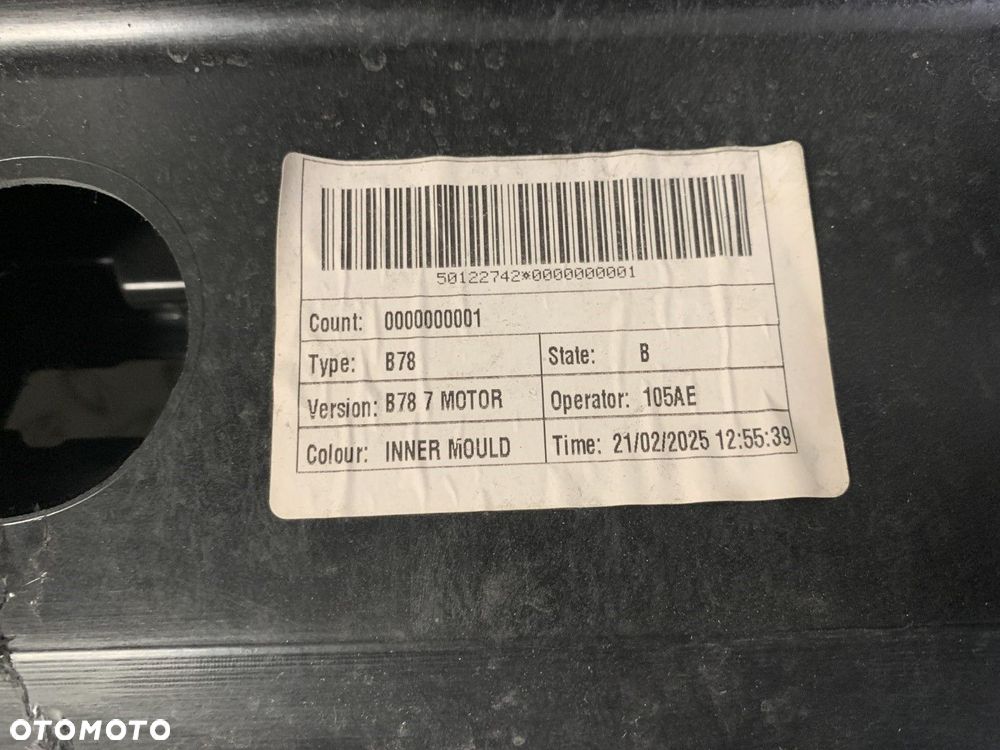 50122742*0000000001
Count: 0000000001
Type: B78 State: B
Version: B78 7 MOTOR Operator: 105AE
Colour: INNER MOULD Time: 21/02/2025 12:55:39
OTOMOTO